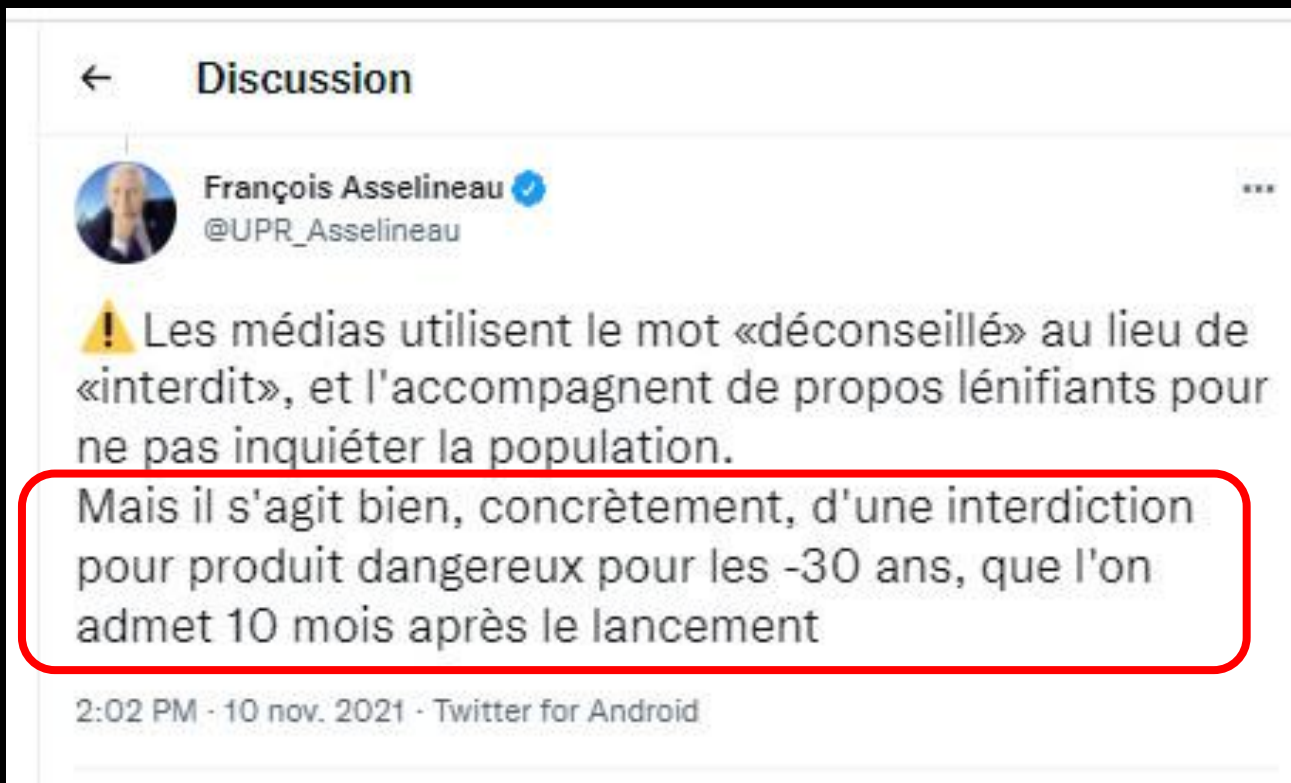 ← Discussion
François Asselineau
@UPR_Asselineau
⚠️ Les médias utilisent le mot «déconseillé» au lieu de
«interdit», et l'accompagnent de propos lénifiants pour
ne pas inquiéter la population.
Mais il s'agit bien, concrètement, d'une interdiction
pour produit dangereux pour les -30 ans, que l'on
admet 10 mois après le lancement
2:02 PM · 10 nov. 2021 · Twitter for Android